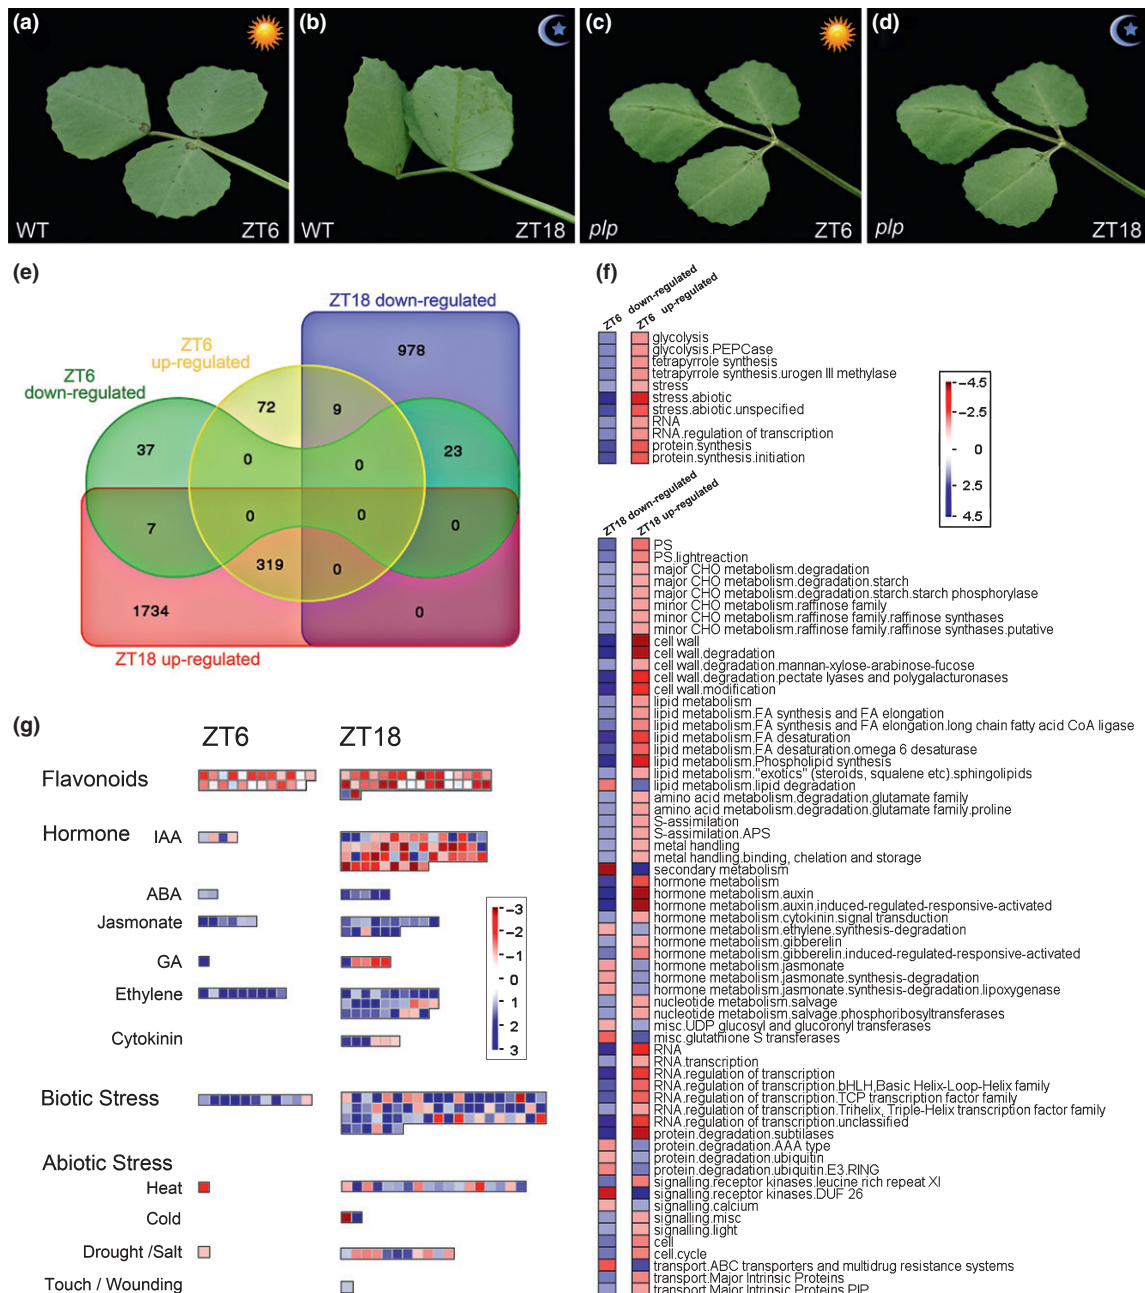 (a)
WT
ZT6
(b)
WT
ZT18
(c)
plp
ZT6
(d)
plp
ZT18
(e)
ZT18 down-regulated
ZT6
up-regulated
ZT6
down-regulated
978
72
9
37
0
0
23
7
0
0
0
319
0
1734
0
ZT18 up-regulated
(f)
ZT6 down-regulated
ZT6 up-regulated
glycolysis
glycolysis.PEPCase
tetrapyrrole synthesis
tetrapyrrole synthesis.urogen III methylase
stress
stress.abiotic
stress.abiotic.unspecified
RNA
RNA.regulation of transcription
protein.synthesis
protein.synthesis.initiation
-4.5
-2.5
0
2.5
4.5
ZT18 down-regulated
ZT18 up-regulated
PS
PS.lightreaction
major CHO metabolism.degradation
major CHO metabolism.degradation.starch
major CHO metabolism.degradation.starch.starch phosphorylase
minor CHO metabolism.raffinose family
minor CHO metabolism.raffinose family.raffinose synthases
minor CHO metabolism.raffinose family.raffinose synthases.putative
cell wall
cell wall.degradation
cell wall.degradation.mannan-xylose-arabinose-fucose
cell wall.degradation.pectate lyases and polygalacturonases
cell wall.modification
lipid metabolism
lipid metabolism.FA synthesis and FA elongation
lipid metabolism.FA synthesis and FA elongation.long chain fatty acid CoA ligase
lipid metabolism.FA desaturation
lipid metabolism.FA desaturation.omega 6 desaturase
lipid metabolism.Phospholipid synthesis
lipid metabolism."exotics" (steroids, squalene etc).sphingolipids
lipid metabolism.lipid degradation
amino acid metabolism.degradation.glutamate family
amino acid metabolism.degradation.glutamate family.proline
S-assimilation
S-assimilation.APS
metal handling
metal handling.binding, chelation and storage
secondary metabolism
hormone metabolism
hormone metabolism.auxin
hormone metabolism.auxin.induced-regulated-responsive-activated
hormone metabolism.cytokinin.signal transduction
hormone metabolism.ethylene.synthesis-degradation
hormone metabolism.gibberelin
hormone metabolism.gibberelin.induced-regulated-responsive-activated
hormone metabolism.jasmonate
hormone metabolism.jasmonate.synthesis-degradation
hormone metabolism.jasmonate.synthesis-degradation.lipoxygenase
nucleotide metabolism.salvage
nucleotide metabolism.salvage.phosphoribosyltransferases
misc.UDP glucosyl and glucoronyl transferases
misc.glutathione S transferases
RNA
RNA.transcription
RNA.regulation of transcription
RNA.regulation of transcription.bHLH,Basic Helix-Loop-Helix family
RNA.regulation of transcription.TCP transcription factor family
RNA.regulation of transcription.Trihelix, Triple-Helix transcription factor family
RNA.regulation of transcription.unclassified
protein.degradation.subtilases
protein.degradation.AAA type
protein.degradation.ubiquitin
protein.degradation.ubiquitin.E3.RING
signalling.receptor kinases.leucine rich repeat XI
signalling.receptor kinases.DUF 26
signalling.calcium
signalling.misc
signalling.light
cell
cell.cycle
transport.ABC transporters and multidrug resistance systems
transport.Major Intrinsic Proteins
transport.Major Intrinsic Proteins.PIP
(g)
ZT6
ZT18
Flavonoids
Hormone
IAA
ABA
Jasmonate
GA
Ethylene
Cytokinin
-3
-2
-1
0
1
2
3
Biotic Stress
Abiotic Stress
Heat
Cold
Drought /Salt
Touch / Wounding